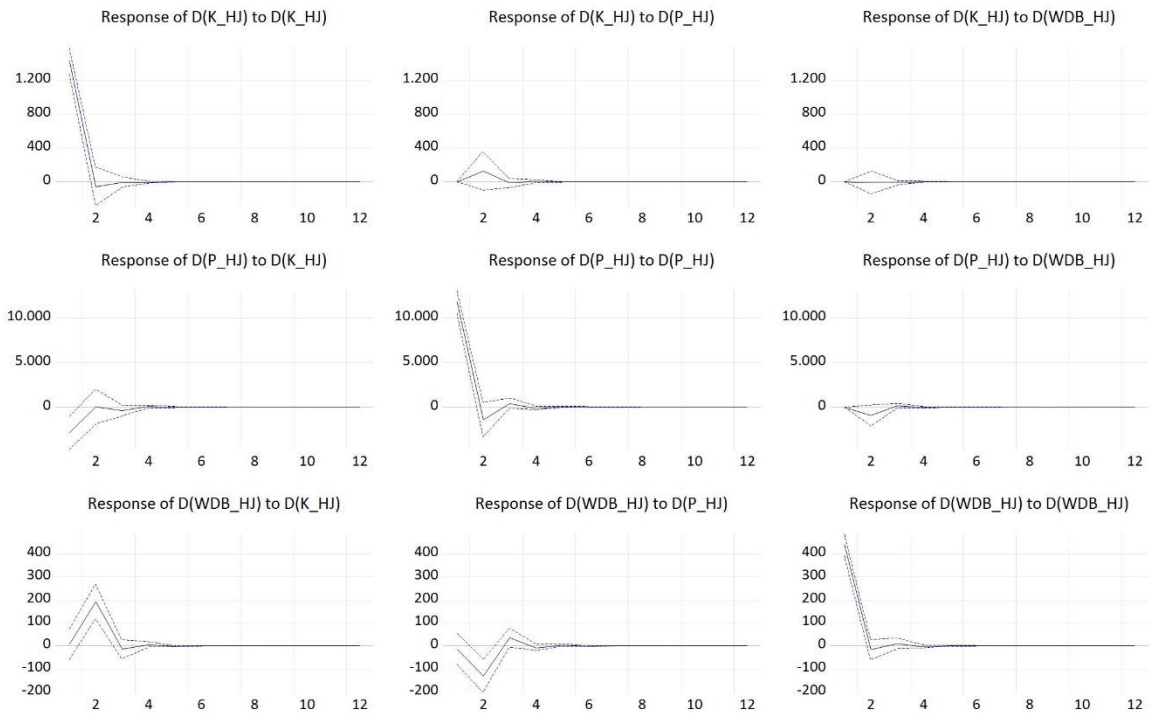 Response of D(K_HJ) to D(K_HJ)
Response of D(K_HJ) to D(P_HJ)
Response of D(K_HJ) to D(WDB_HJ)
1.200
800
400
0
2 4 6 8 10 12
1.200
800
400
0
2 4 6 8 10 12
1.200
800
400
0
2 4 6 8 10 12
Response of D(P_HJ) to D(K_HJ)
Response of D(P_HJ) to D(P_HJ)
Response of D(P_HJ) to D(WDB_HJ)
10.000
5.000
0
2 4 6 8 10 12
10.000
5.000
0
2 4 6 8 10 12
10.000
5.000
0
2 4 6 8 10 12
Response of D(WDB_HJ) to D(K_HJ)
Response of D(WDB_HJ) to D(P_HJ)
Response of D(WDB_HJ) to D(WDB_HJ)
400
300
200
100
0
-100
-200
2 4 6 8 10 12
400
300
200
100
0
-100
-200
2 4 6 8 10 12
400
300
200
100
0
-100
-200
2 4 6 8 10 12